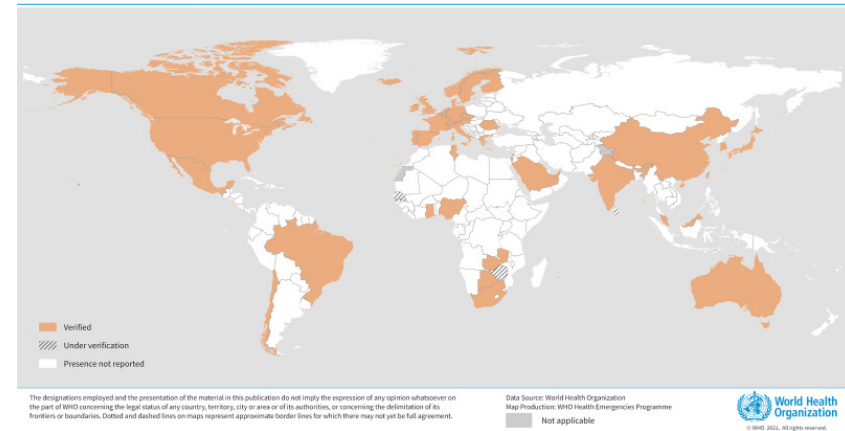 Verified
Under verification
Presence not reported
The designations employed and the presentation of the material in this publication do not imply the expression of any opinion whatsoever on
the part of WHO concerning the legal status of any country, territory, city or area or of its authorities, or concerning the delimitation of its
frontiers or boundaries. Dotted and dashed lines on maps represent approximate border lines for which there may not yet be full agreement.
Data Source: World Health Organization
Map Production: WHO Health Emergencies Programme
Not applicable
World Health
Organization
© WHO 2021, All rights reserved.